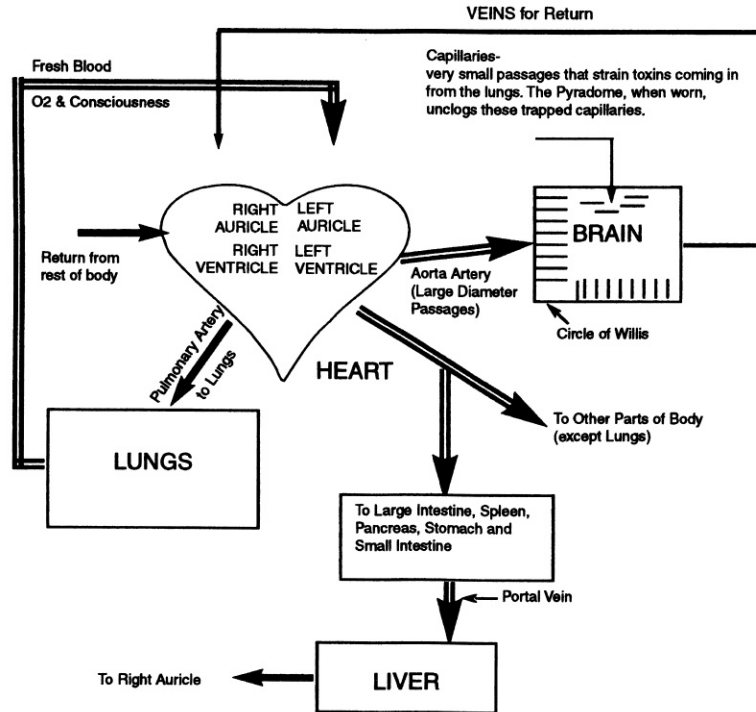 VEINS for Return
Fresh Blood
O2 & Consciousness
Capillaries-
very small passages that strain toxins coming in
from the lungs. The Pyradome, when worn,
unclogs these trapped capillaries.
RIGHT
AURICLE
LEFT
AURICLE
RIGHT
VENTRICLE
LEFT
VENTRICLE
BRAIN
Return from
rest of body
Aorta Artery
(Large Diameter
Passages)
Circle of Willis
Pulmonary Artery
to Lungs
HEART
To Other Parts of Body
(except Lungs)
LUNGS
To Large Intestine, Spleen,
Pancreas, Stomach and
Small Intestine
Portal Vein
To Right Auricle
LIVER